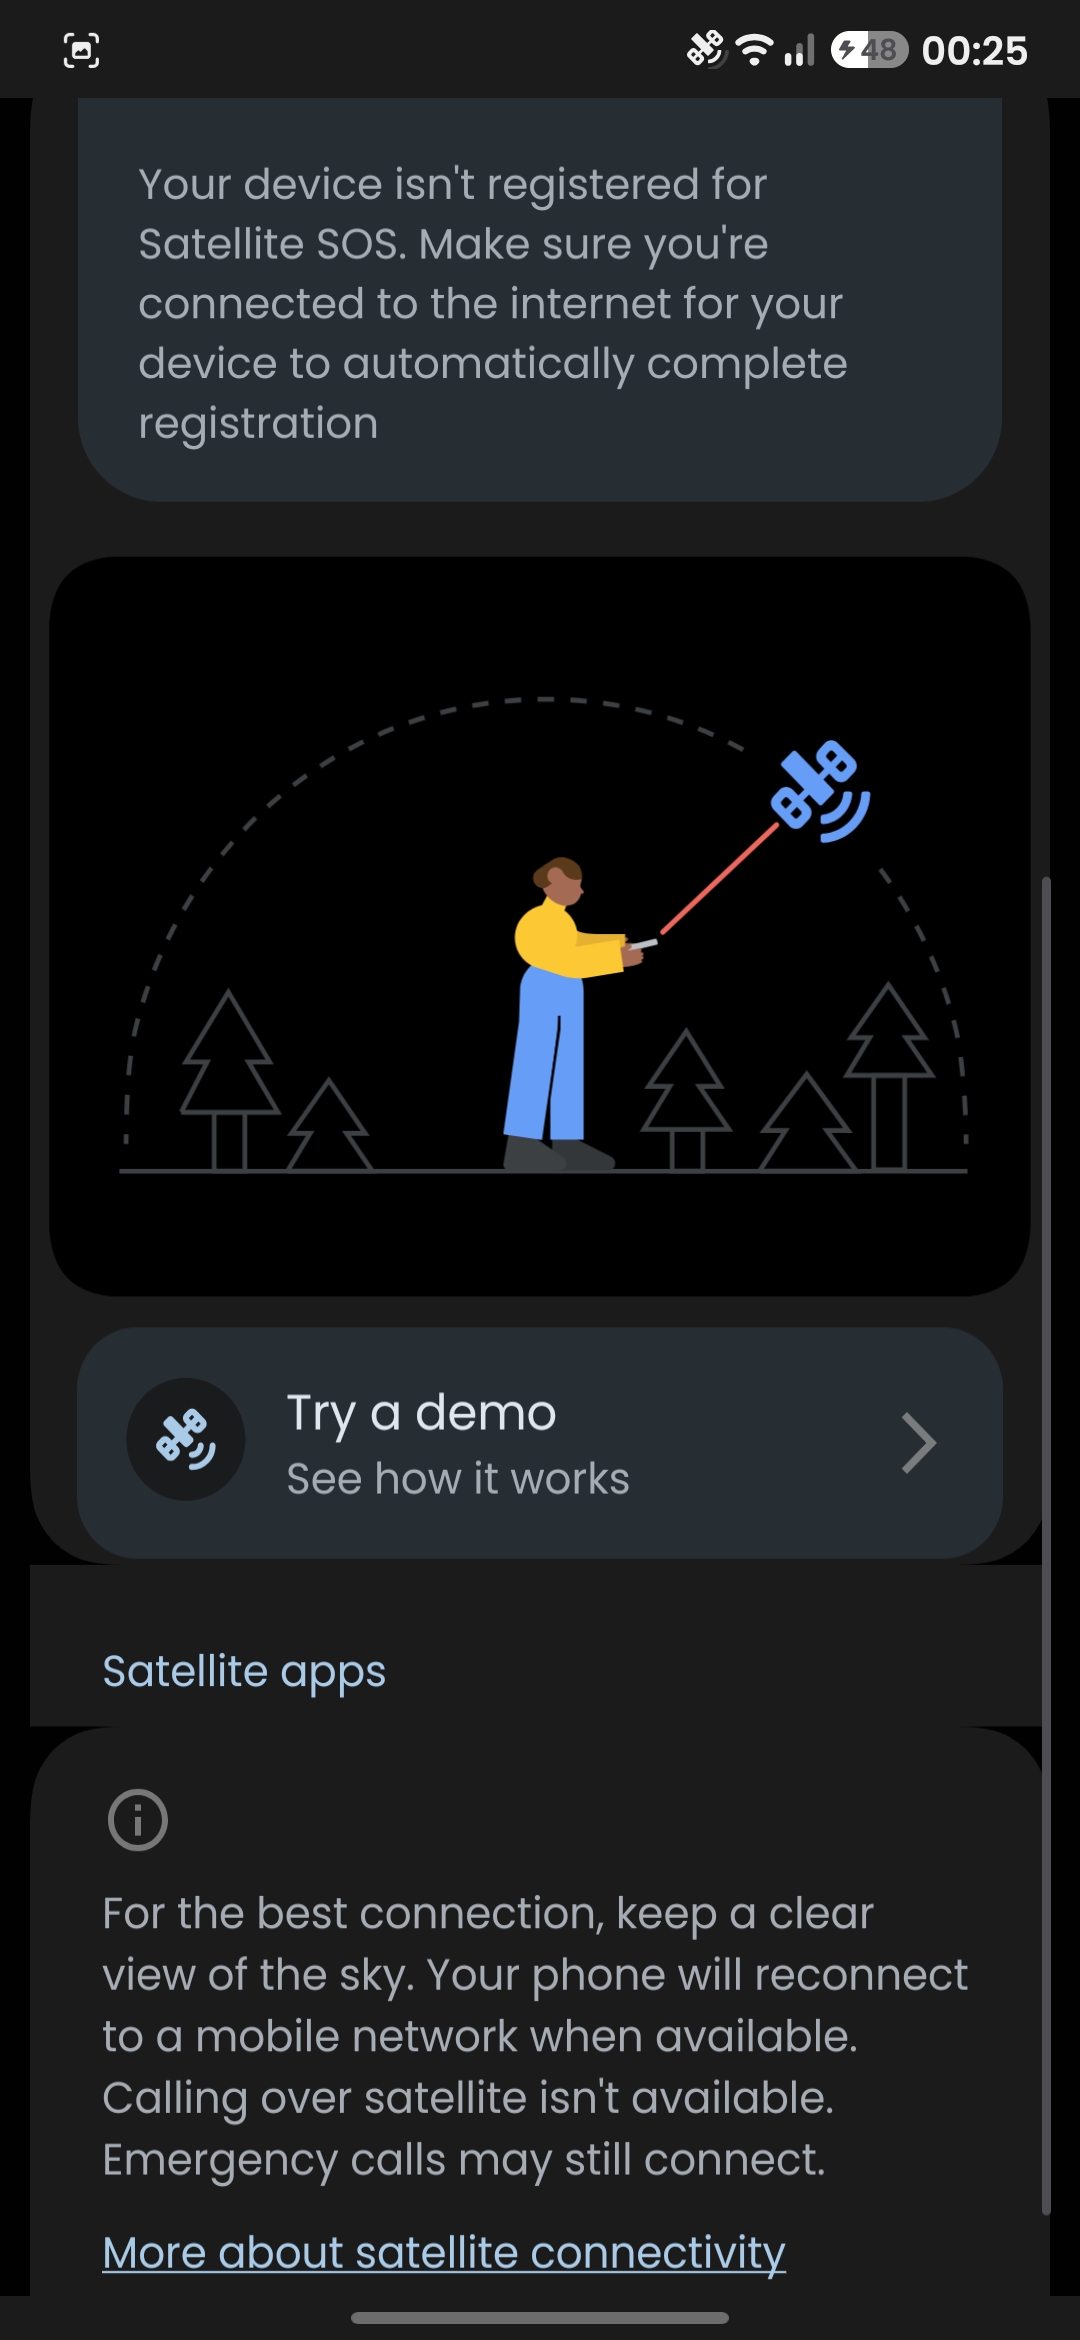 48 00:25
Your device isn't registered for
Satellite SOS. Make sure you're
connected to the internet for your
device to automatically complete
registration
Try a demo
See how it works
Satellite apps
For the best connection, keep a clear
view of the sky. Your phone will reconnect
to a mobile network when available.
Calling over satellite isn't available.
Emergency calls may still connect.
More about satellite connectivity